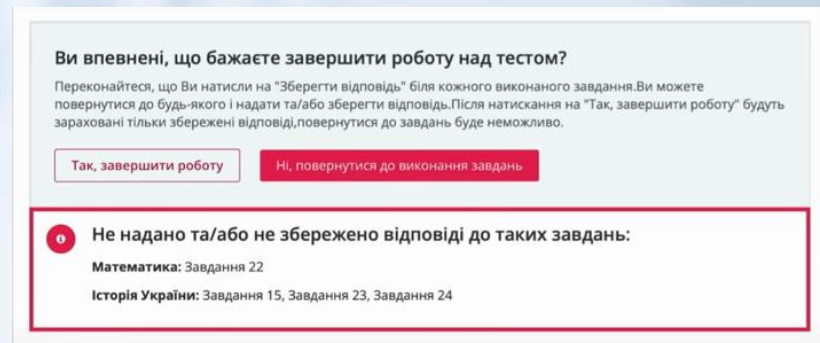 Ви впевнені, що бажаєте завершити роботу над тестом?
Переконайтеся, що Ви натисли на "Зберегти відповідь" біля кожного виконаного завдання.Ви можете
повернутися до будь-якого і надати та/або зберегти відповідь.Після натискання на "Так, завершити роботу" будуть
зараховані тільки збережені відповіді,повернутися до завдань буде неможливо.
Так, завершити роботу
Ні, повернутися до виконання завдань
Не надано та/або не збережено відповіді до таких завдань:
Математика: Завдання 22
Історія України: Завдання 15, Завдання 23, Завдання 24